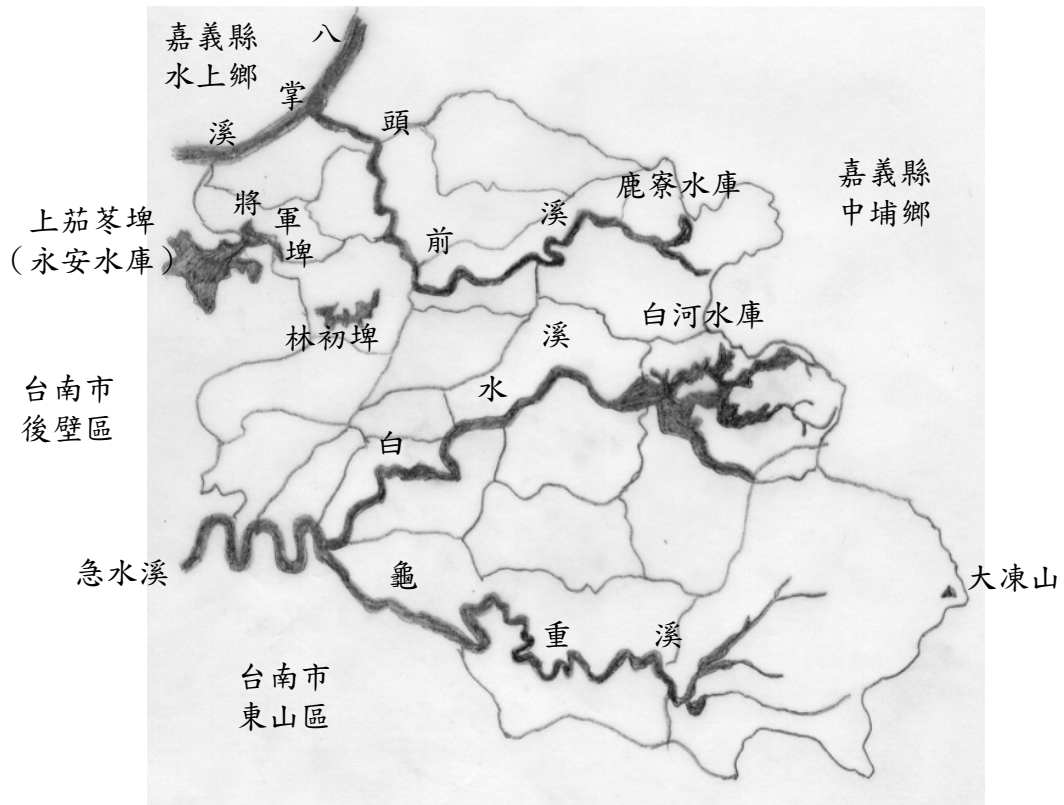 嘉義縣
水上鄉
八掌溪
頭前溪
將軍埤
鹿寮水庫
嘉義縣
中埔鄉
上茄苳埤
（永安水庫）
林初埤
白河水庫
白水溪
台南市
後壁區
急水溪
龜重溪
大凍山
台南市
東山區